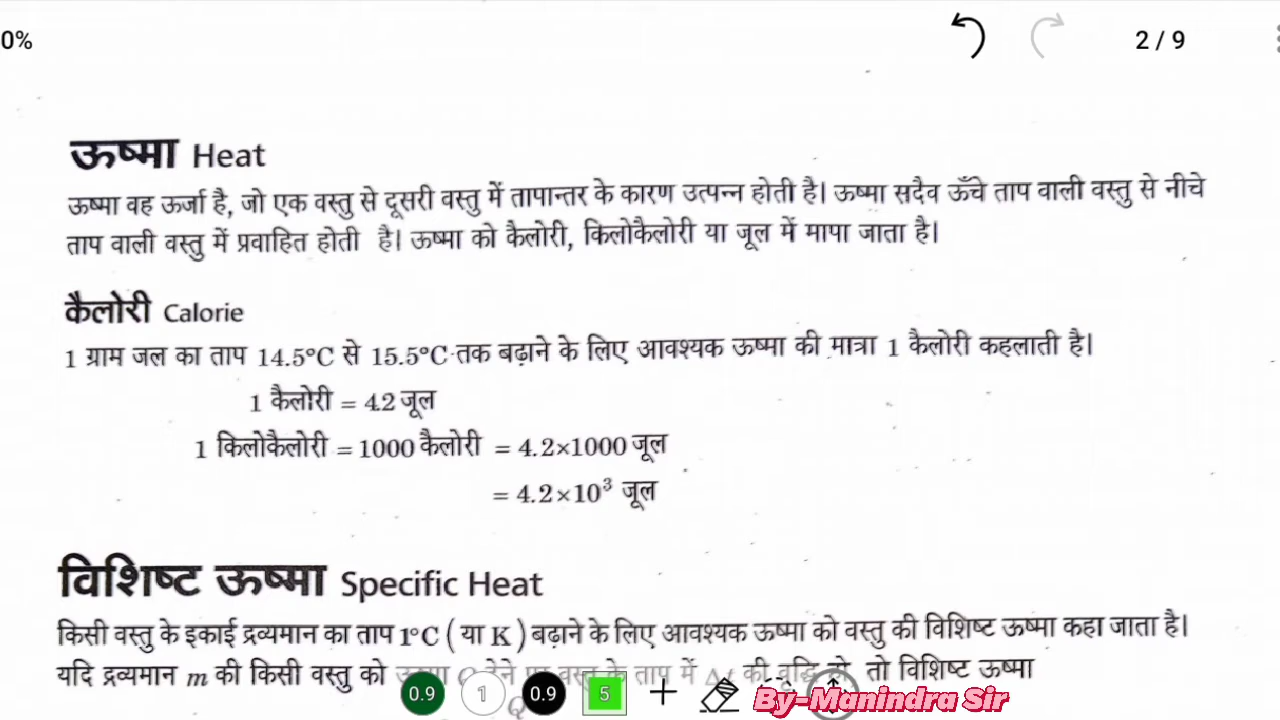 0%
2 / 9
ऊष्मा Heat
ऊष्मा वह ऊर्जा है, जो एक वस्तु से दूसरी वस्तु में तापान्तर के कारण उत्पन्न होती है। ऊष्मा सदैव ऊँचे ताप वाली वस्तु से नीचे
ताप वाली वस्तु में प्रवाहित होती है। ऊष्मा को कैलोरी, किलोकैलोरी या जूल में मापा जाता है।
कैलोरी Calorie
1 ग्राम जल का ताप 14.5°C से 15.5°C तक बढ़ाने के लिए आवश्यक ऊष्मा की मात्रा 1 कैलोरी कहलाती है।
1 कैलोरी = 4.2 जूल
1 किलोकैलोरी = 1000 कैलोरी = 4.2×1000 जूल
= 4.2×10³ जूल
विशिष्ट ऊष्मा Specific Heat
किसी वस्तु के इकाई द्रव्यमान का ताप 1°C (या K) बढ़ाने के लिए आवश्यक ऊष्मा को वस्तु की विशिष्ट ऊष्मा कहा जाता है।
यदि द्रव्यमान m की किसी वस्तु को देने वस्तु के ताप में Δt की वृद्धि हो, तो विशिष्ट ऊष्मा
0.9 1 0.9 5
By-Manindra Sir